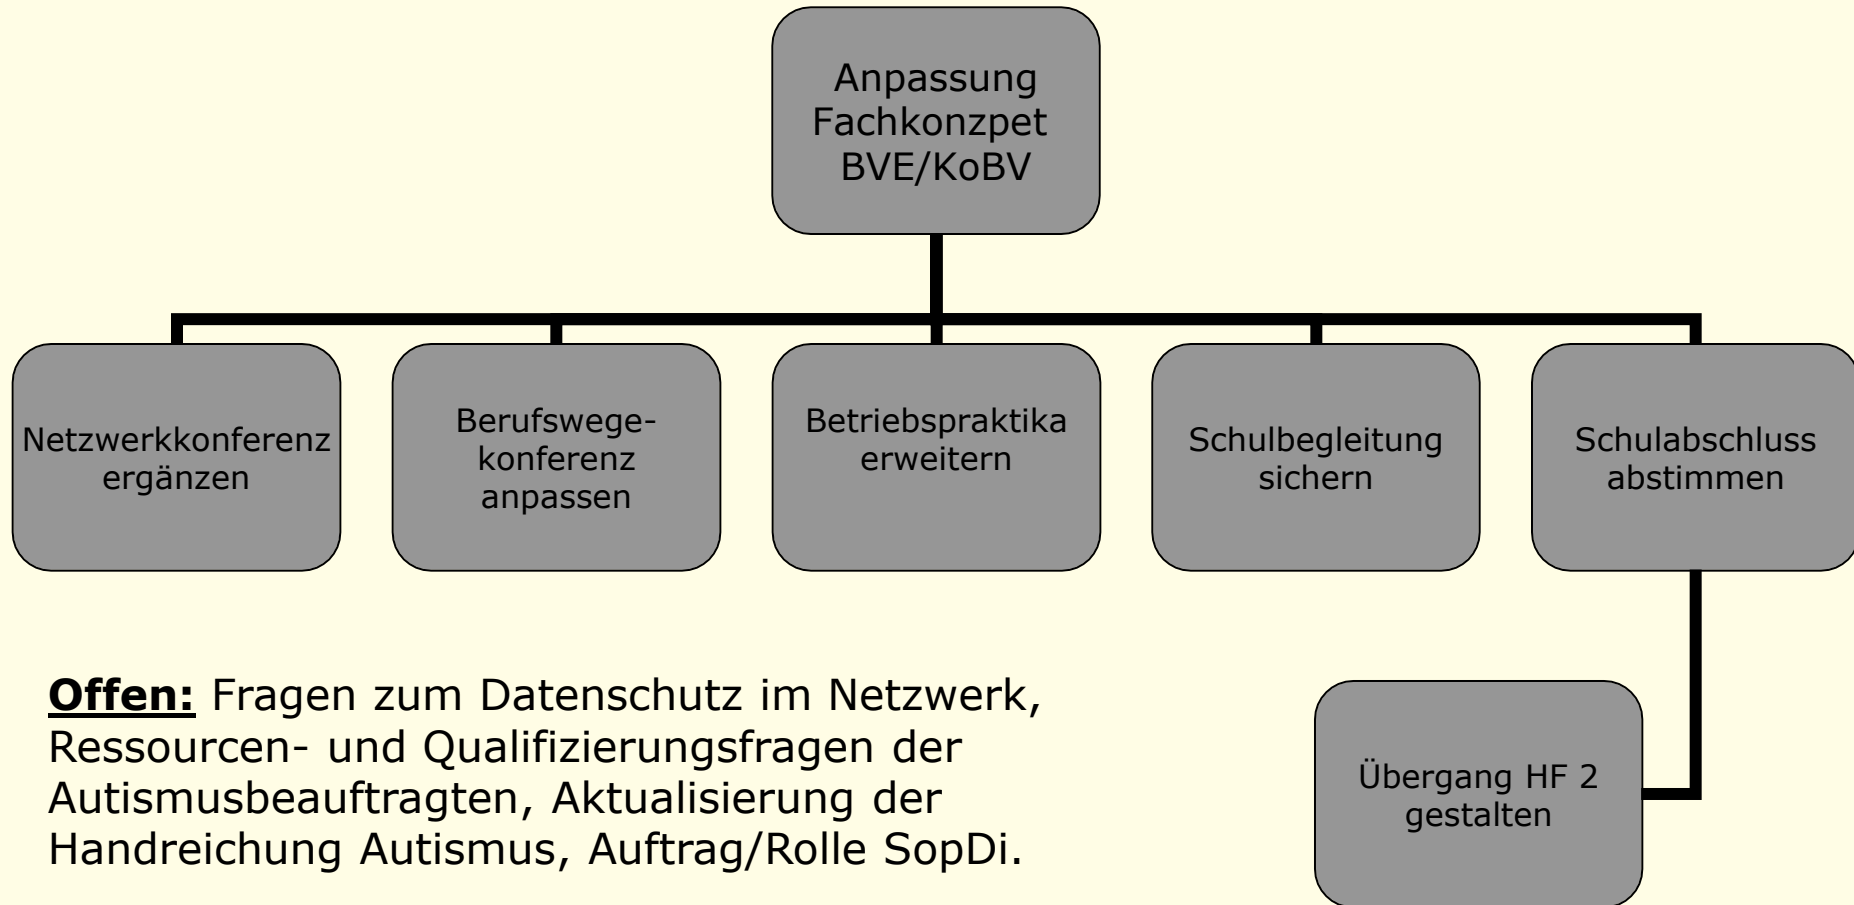 Anpassung
Fachkonzpet
BVE/KoBV
Netzwerkkonferenz
ergänzen
Berufswege-
konferenz
anpassen
Betriebspraktika
erweitern
Schulbegleitung
sichern
Schulabschluss
abstimmen
Offen: Fragen zum Datenschutz im Netzwerk,
Ressourcen- und Qualifizierungsfragen der
Autismusbeauftragten, Aktualisierung der
Handreichung Autismus, Auftrag/Rolle SopDi.
Übergang HF 2
gestalten